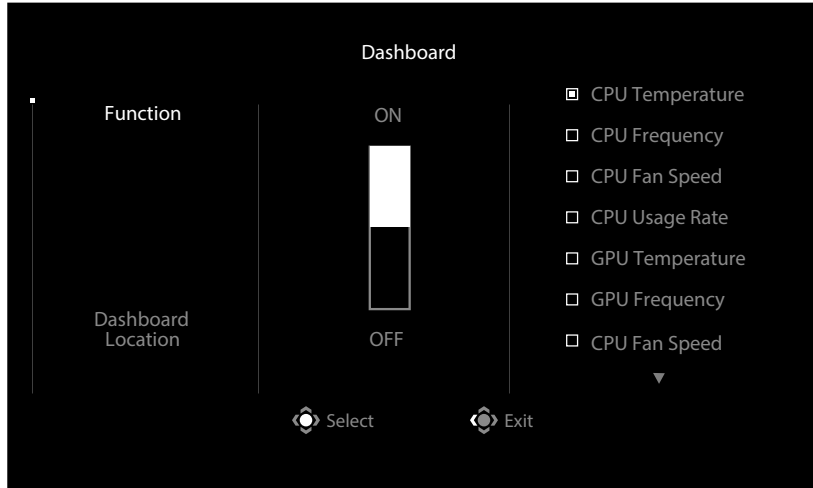 Dashboard
Function
Dashboard
Location
ON
OFF
CPU Temperature
CPU Frequency
CPU Fan Speed
CPU Usage Rate
GPU Temperature
GPU Frequency
CPU Fan Speed
Select
Exit